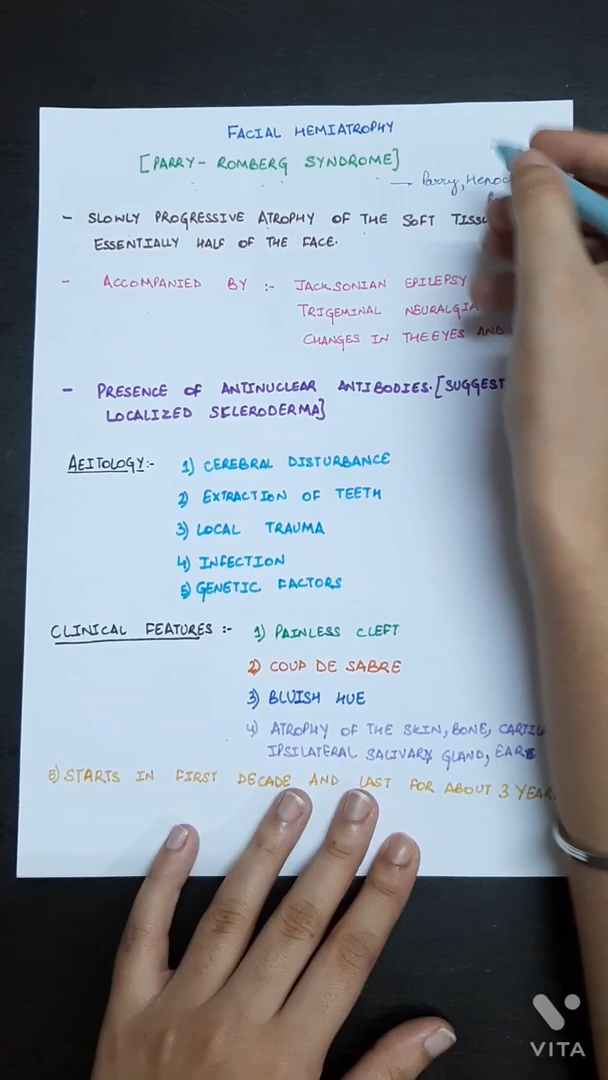 FACIAL HEMIATROPHY
[PARRY- ROMBERG SYNDROME]
→ Parry,
- SLOWLY PROGRESSIVE ATROPHY OF THE SOFT
ESSENTIALLY HALF OF THE FACE.
- ACCOMPANIED BY :- JACKSONIAN EPILEPSY
TRIGEMINAL NEURALGIA
CHANGES IN THE EYES AND
- PRESENCE OF ANTINUCLEAR ANTIBODIES. [SUGGEST
LOCALIZED SCLERODERMA]
AEITOLOGY:- 1) CEREBRAL DISTURBANCE
2) EXTRACTION OF TEETH
3) LOCAL TRAUMA
4) INFECTION
5) GENETIC FACTORS
CLINICAL FEATURES :- 1) PAINLESS CLEFT
2) COUP DE SABRE
3) BLUISH HUE
4) ATROPHY OF THE SKIN, BONE,
IPSILATERAL SALIVARY GLAND, EAR
5) STARTS IN FIRST DECADE AND LAST FOR ABOUT 3 YEAR
VITA